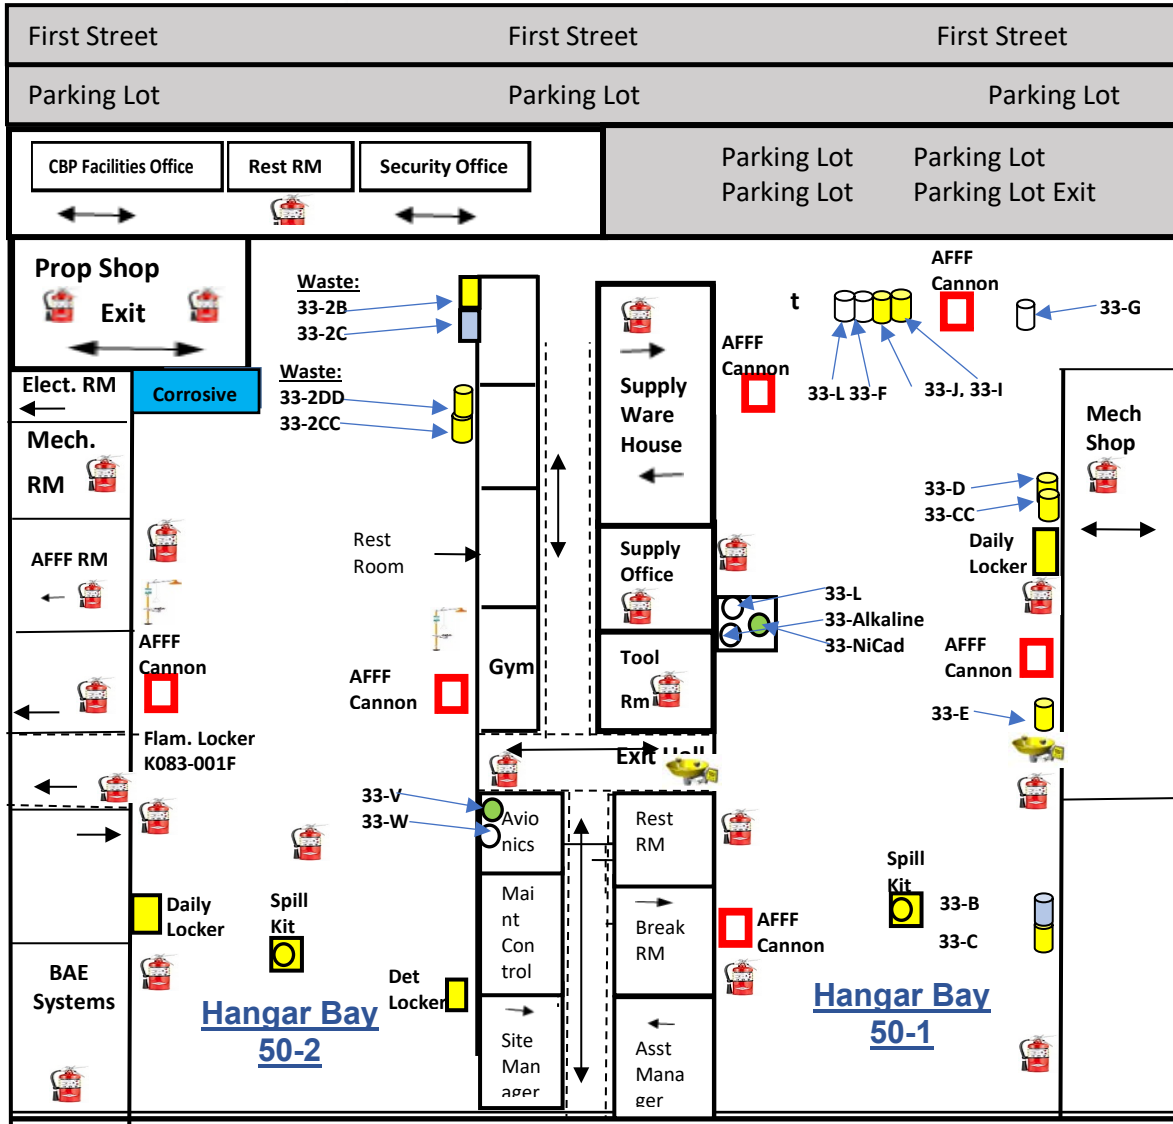 First Street First Street First Street
Parking Lot Parking Lot Parking Lot
CBP Facilities Office Rest RM Security Office
Parking Lot Parking Lot
Parking Lot Parking Lot Exit
Prop Shop
Exit
Waste:
33-2B
33-2C
Waste:
33-2DD
33-2CC
Elect. RM
Corrosive
Mech.
RM
AFFF RM
Rest
Room
AFFF
Cannon
AFFF
Cannon
Gym
Flam. Locker
K083-001F
33-V
33-W
Daily
Locker
Spill
Kit
Det
Locker
BAE
Systems
Hangar Bay
50-2
Supply
Ware
House
Supply
Office
Tool
Rm
Exit Hall
Avio
nics
Mai
nt
Con
trol
Site
Man
ager
Rest
RM
Break
RM
Asst
Mana
ger
t
AFFF
Cannon
AFFF
Cannon
33-G
33-L 33-F 33-J, 33-I
Mech
Shop
33-D
33-CC
Daily
Locker
33-L
33-Alkaline
33-NiCad
AFFF
Cannon
33-E
Spill
Kit
33-B
33-C
AFFF
Cannon
Hangar Bay
50-1